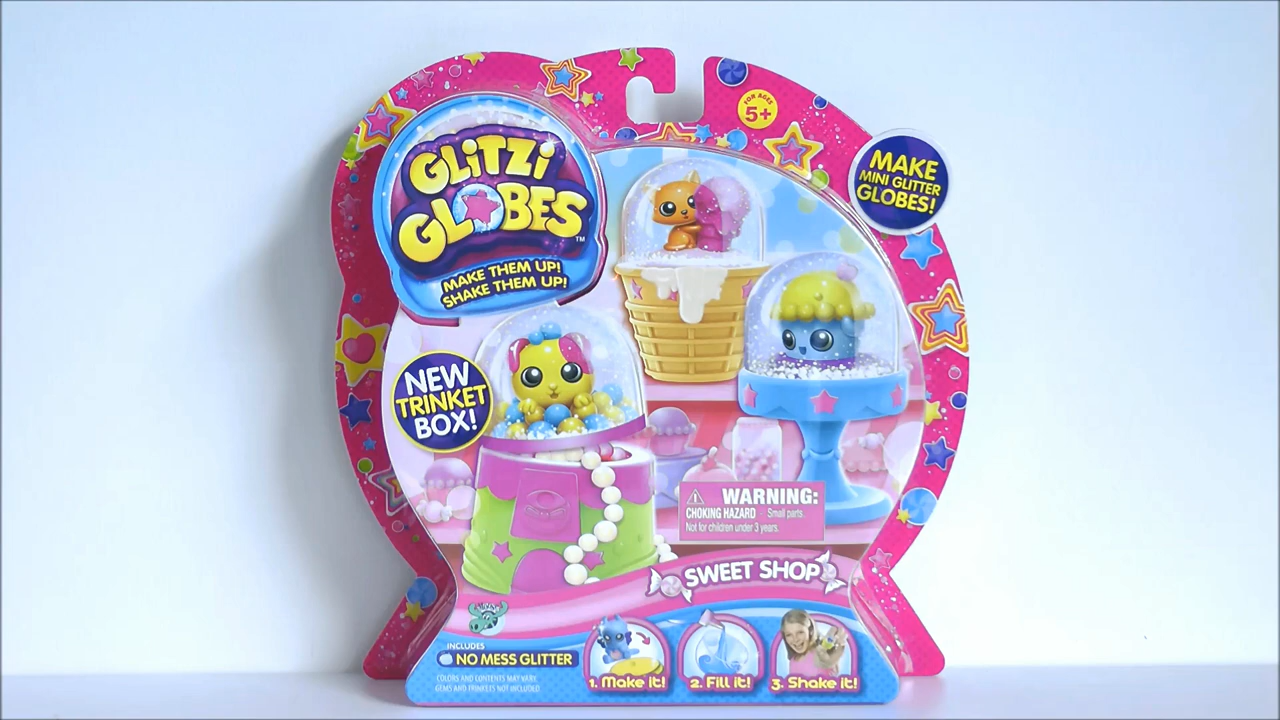 GLiTZi
GLOBES
™
MAKE THEM UP!
SHAKE THEM UP!
FOR AGES
5+
MAKE
MINI GLITTER
GLOBES!
NEW
TRINKET
BOX!
WARNING:
CHOKING HAZARD - Small parts.
Not for children under 3 years.
SWEET SHOP
INCLUDES
NO MESS GLITTER
COLORS AND CONTENTS MAY VARY.
GEMS AND TRINKETS NOT INCLUDED
1. Make it!
2. Fill it!
3. Shake it!